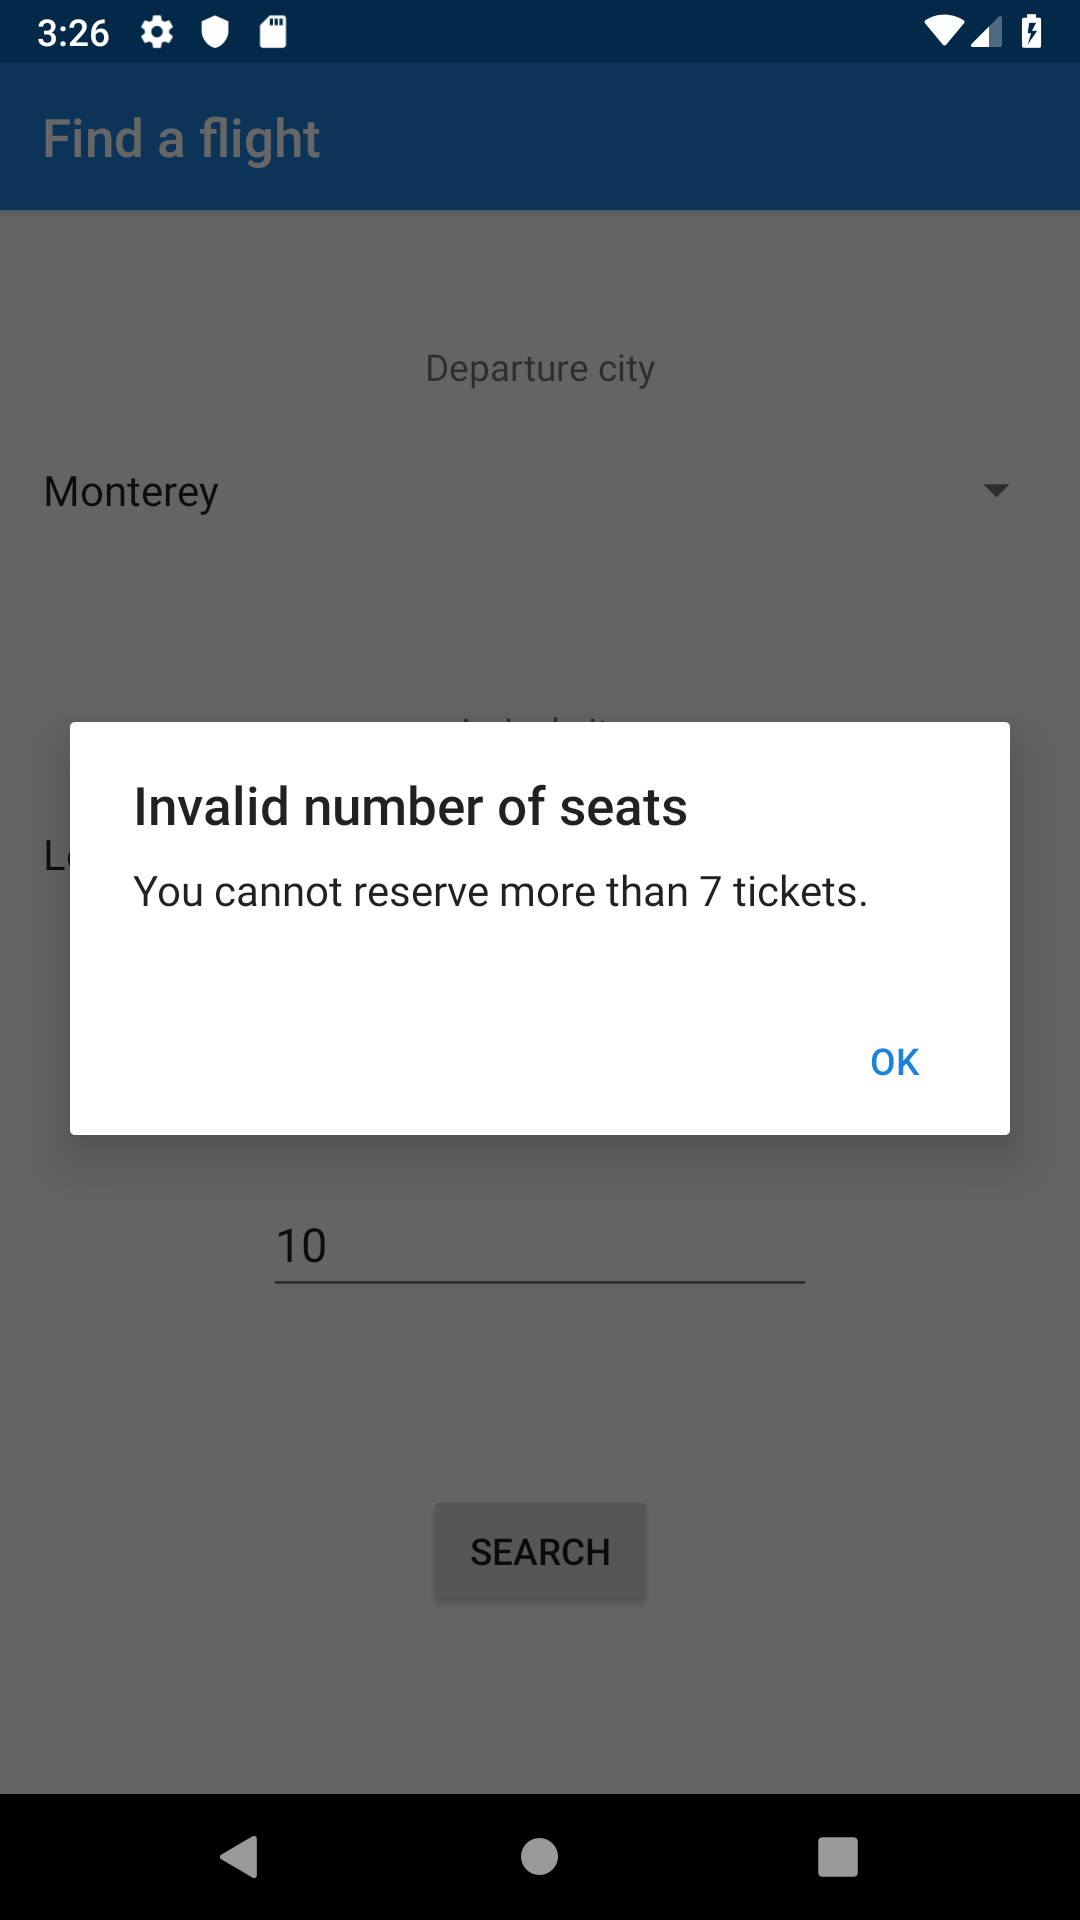 3:26
Find a flight
Departure city
Monterey
Invalid number of seats
You cannot reserve more than 7 tickets.
OK
10
SEARCH